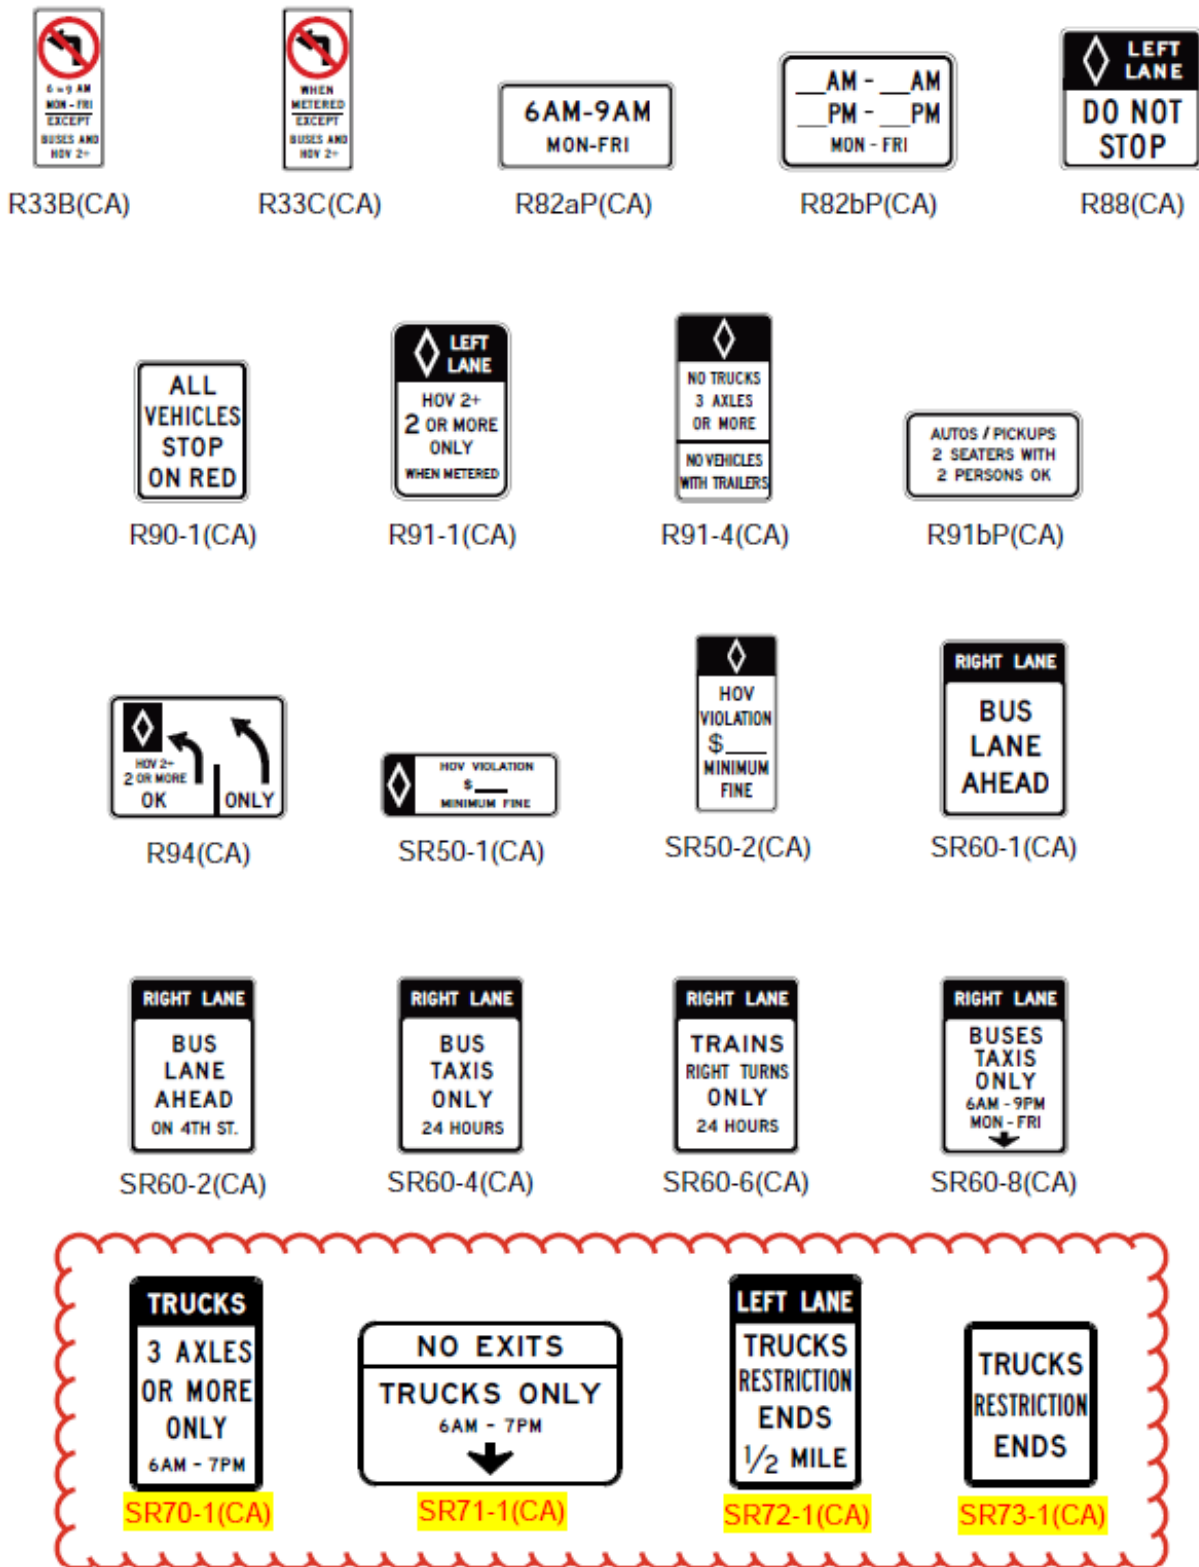 6 TO 9 AM
MON - FRI
EXCEPT
BUSES AND
HOV 2+
R33B(CA)
WHEN
METERED
EXCEPT
BUSES AND
HOV 2+
R33C(CA)
6AM-9AM
MON-FRI
R82aP(CA)
__AM - __AM
__PM - __PM
MON - FRI
R82bP(CA)
LEFT
LANE
DO NOT
STOP
R88(CA)
ALL
VEHICLES
STOP
ON RED
R90-1(CA)
LEFT
LANE
HOV 2+
2 OR MORE
ONLY
WHEN METERED
R91-1(CA)
NO TRUCKS
3 AXLES
OR MORE
NO VEHICLES
WITH TRAILERS
R91-4(CA)
AUTOS / PICKUPS
2 SEATERS WITH
2 PERSONS OK
R91bP(CA)
HOV 2+
2 OR MORE
OK
ONLY
R94(CA)
HOV VIOLATION
$___
MINIMUM FINE
SR50-1(CA)
HOV
VIOLATION
$___
MINIMUM
FINE
SR50-2(CA)
RIGHT LANE
BUS
LANE
AHEAD
SR60-1(CA)
RIGHT LANE
BUS
LANE
AHEAD
ON 4TH ST.
SR60-2(CA)
RIGHT LANE
BUS
TAXIS
ONLY
24 HOURS
SR60-4(CA)
RIGHT LANE
TRAINS
RIGHT TURNS
ONLY
24 HOURS
SR60-6(CA)
RIGHT LANE
BUSES
TAXIS
ONLY
6AM - 9PM
MON - FRI
SR60-8(CA)
TRUCKS
3 AXLES
OR MORE
ONLY
6AM - 7PM
SR70-1(CA)
NO EXITS
TRUCKS ONLY
6AM - 7PM
SR71-1(CA)
LEFT LANE
TRUCKS
RESTRICTION
ENDS
1/2 MILE
SR72-1(CA)
TRUCKS
RESTRICTION
ENDS
SR73-1(CA)